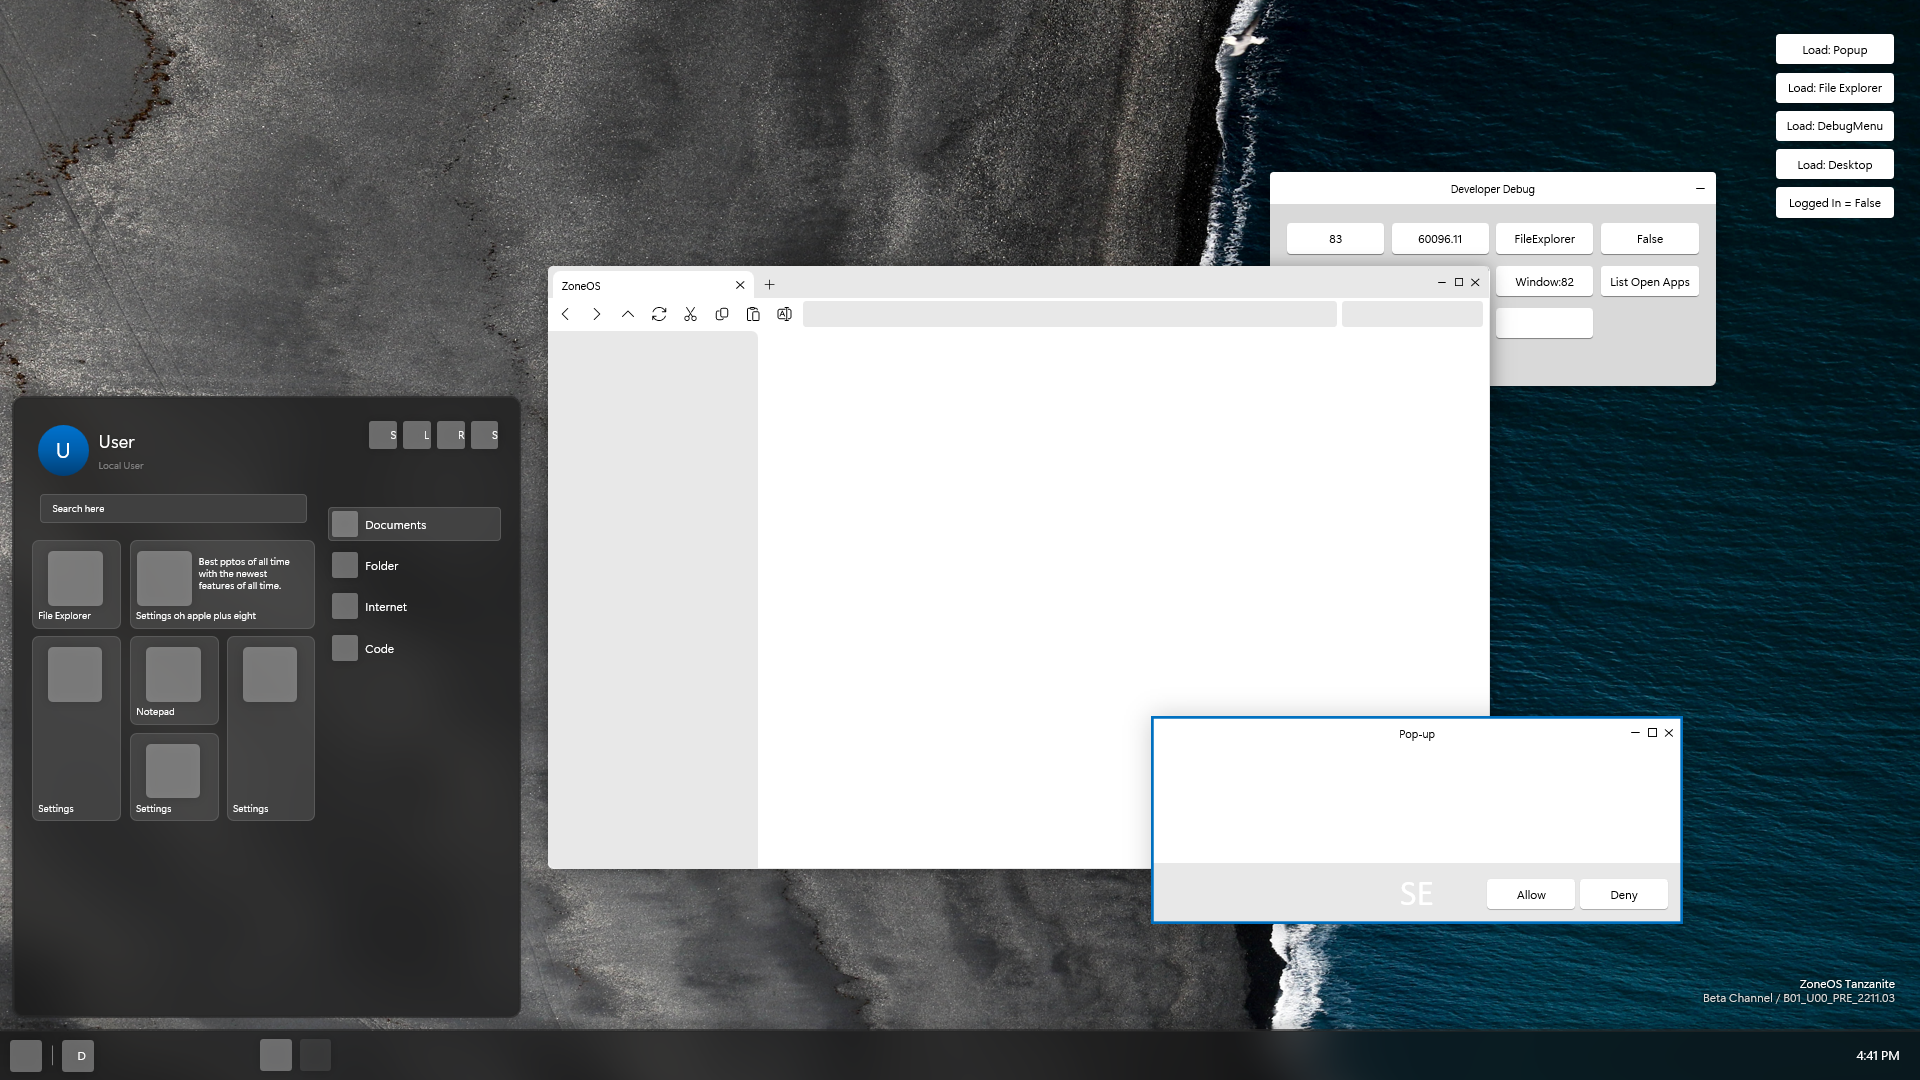 Load: Popup
Load: File Explorer
Load: DebugMenu
Load: Desktop
Logged In = False
Developer Debug
83
60096.11
FileExplorer
False
Window:82
List Open Apps
ZoneOS
User
U
Local User
S
L
R
S
Search here
Documents
Folder
Internet
Code
File Explorer
Best pptos of all time
with the newest
features of all time.
Settings oh apple plus eight
Settings
Notepad
Settings
Settings
Pop-up
SE
Allow
Deny
ZoneOS Tanzanite
Beta Channel / B01_U00_PRE_2211.03
D
4:41 PM